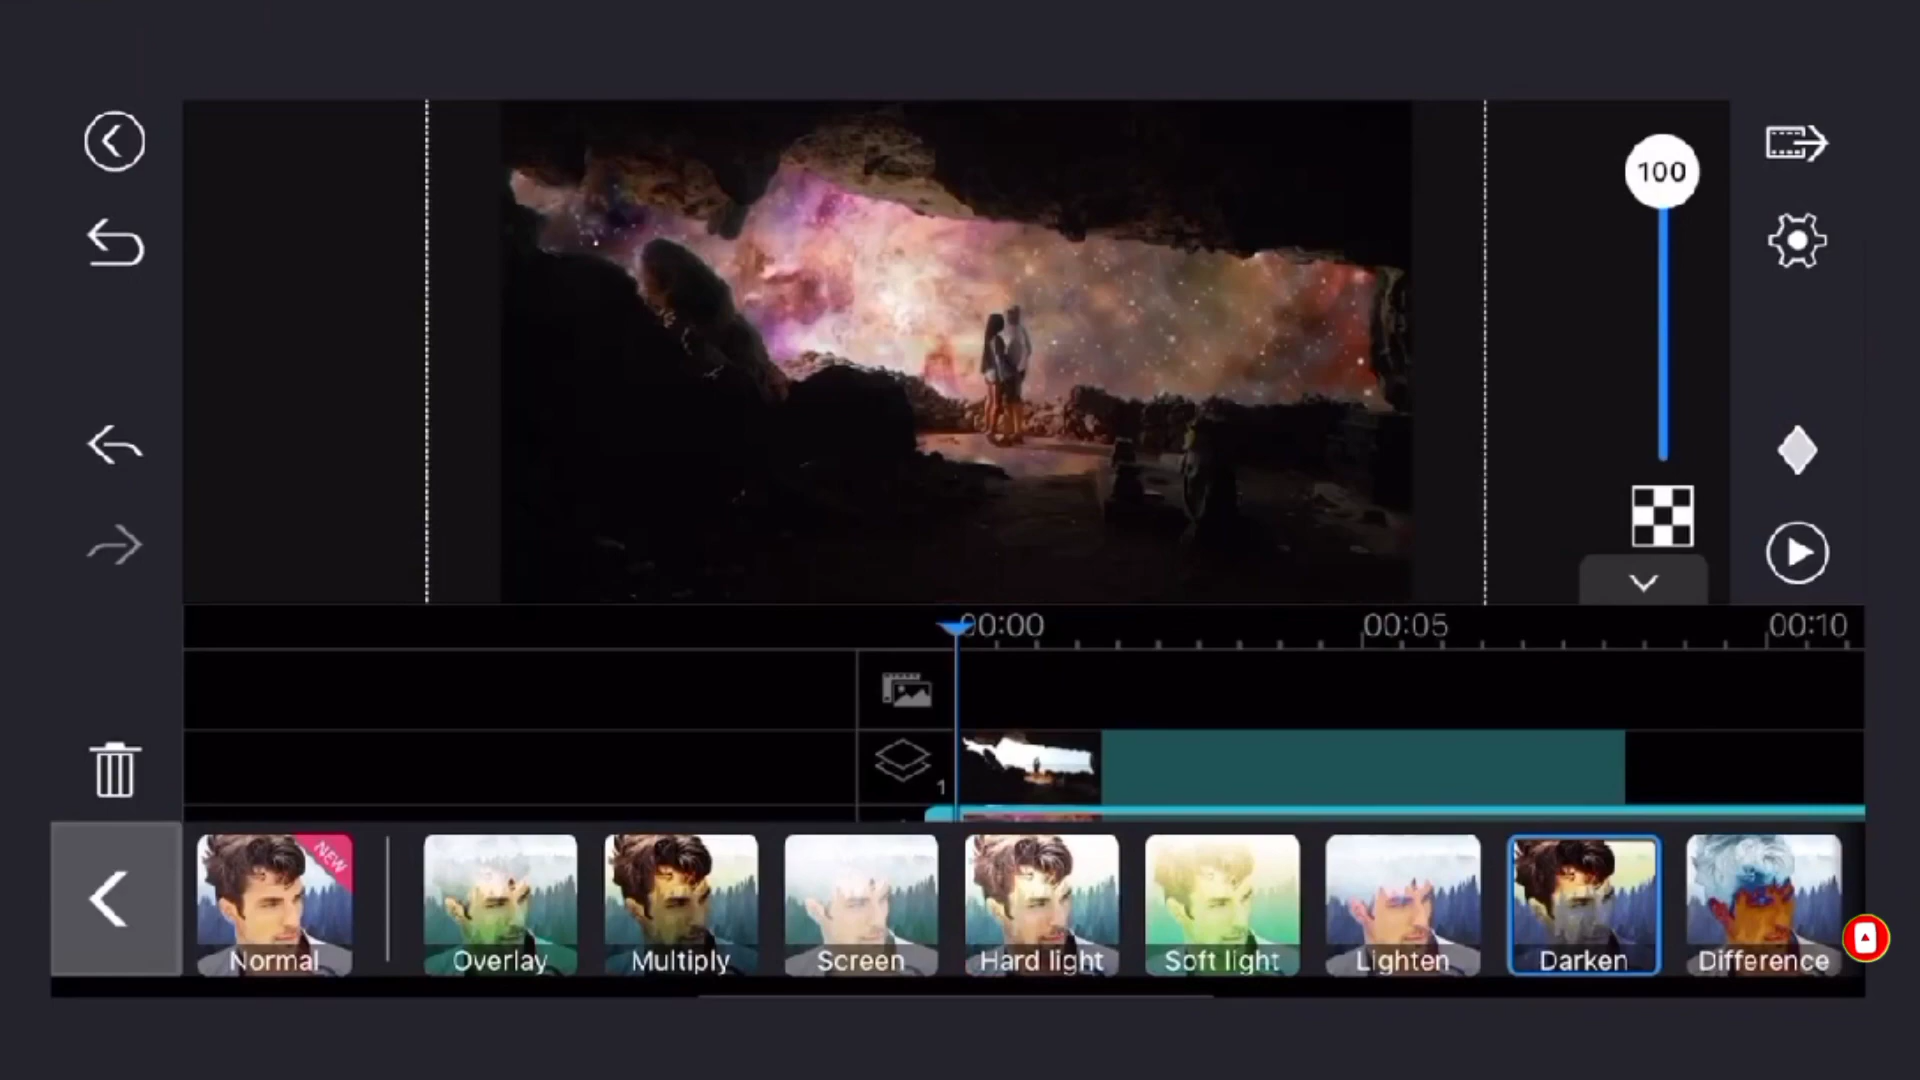 100
00:00
00:05
00:10
1
NEW
Normal
Overlay
Multiply
Screen
Hard light
Soft light
Lighten
Darken
Difference